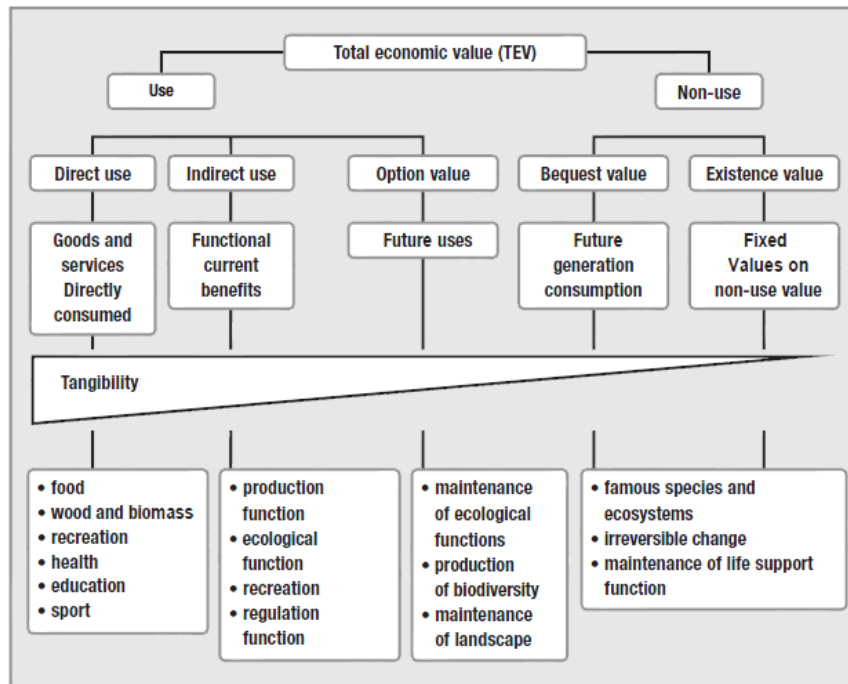 Total economic value (TEV)
Use
Non-use
Direct use
Indirect use
Option value
Bequest value
Existence value
Goods and
services
Directly
consumed
Functional
current
benefits
Future uses
Future
generation
consumption
Fixed
Values on
non-use value
Tangibility
• food
• wood and biomass
• recreation
• health
• education
• sport
• production
function
• ecological
function
• recreation
• regulation
function
• maintenance
of ecological
functions
• production
of biodiversity
• maintenance
of landscape
• famous species and
ecosystems
• irreversible change
• maintenance of life support
function